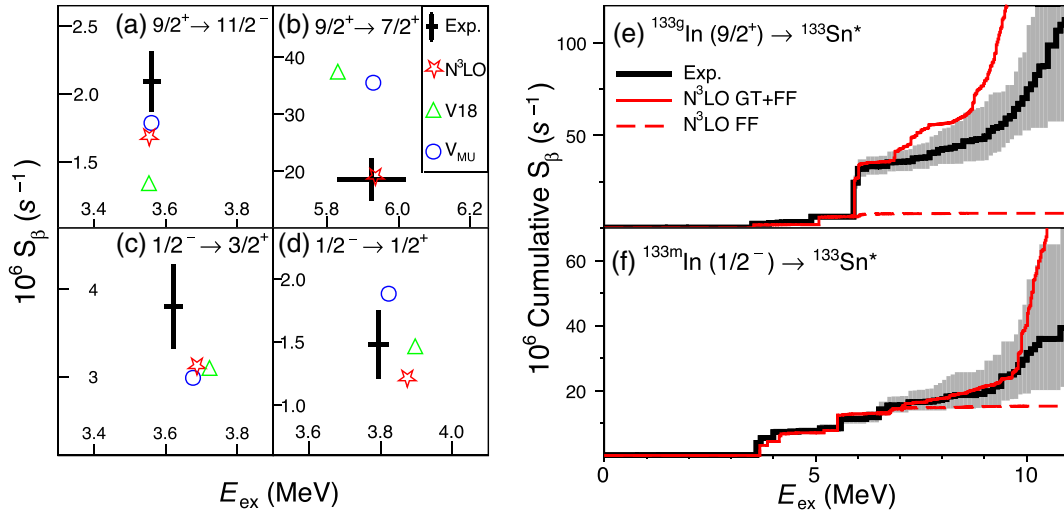 (a) 9/2⁺ → 11/2⁻
2.5
2.0
1.5
3.4 3.6 3.8
(b) 9/2⁺ → 7/2⁺
40
30
20
5.8 6.0 6.2
Exp.
N³LO
V18
V_MU
(c) 1/2⁻ → 3/2⁺
4
3
3.4 3.6 3.8
(d) 1/2⁻ → 1/2⁺
2.0
1.5
1.0
3.6 3.8 4.0
10⁶ S_β (s⁻¹)
E_ex (MeV)
(e) ¹³³ᵍIn (9/2⁺) → ¹³³Sn*
Exp.
N³LO GT+FF
N³LO FF
100
50
(f) ¹³³ᵐIn (1/2⁻) → ¹³³Sn*
60
40
20
0 5 10
10⁶ Cumulative S_β (s⁻¹)
E_ex (MeV)